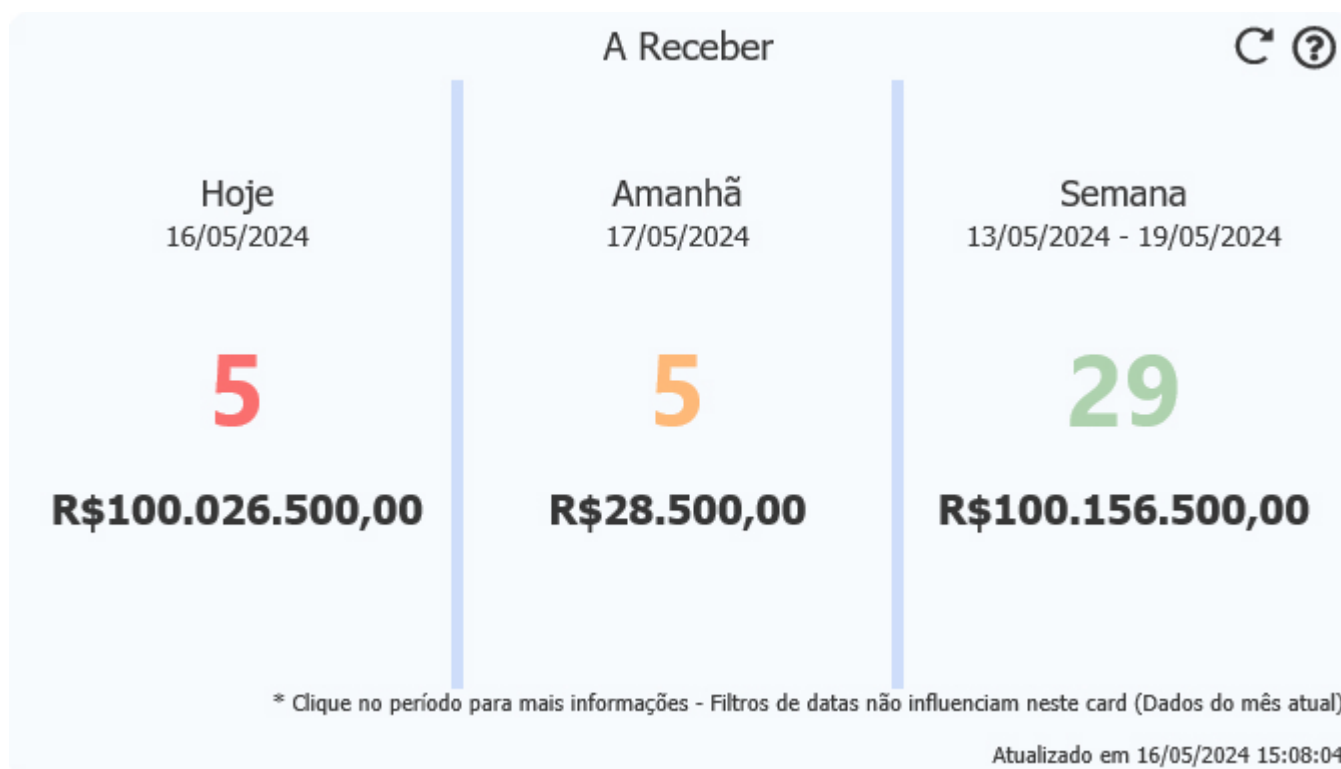 A Receber
Hoje
16/05/2024
5
R$100.026.500,00
Amanhã
17/05/2024
5
R$28.500,00
Semana
13/05/2024 - 19/05/2024
29
R$100.156.500,00
* Clique no período para mais informações - Filtros de datas não influenciam neste card (Dados do mês atual)
Atualizado em 16/05/2024 15:08:04